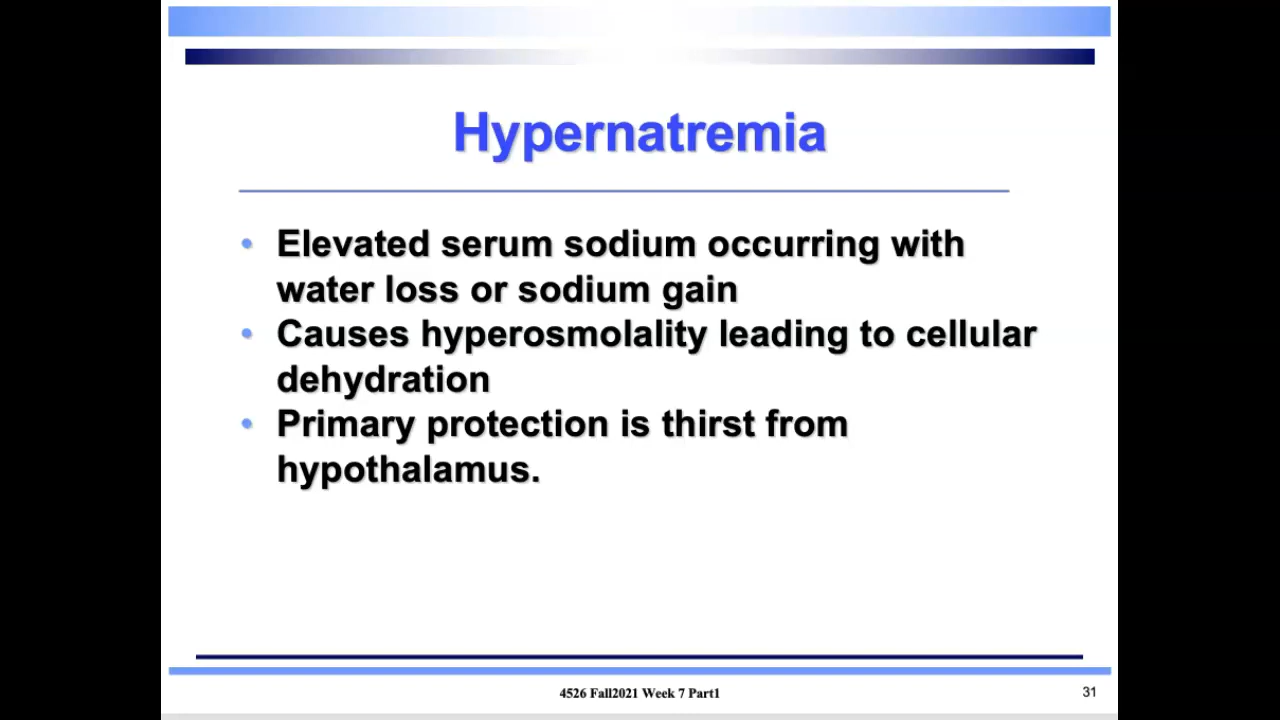 Hypernatremia
• Elevated serum sodium occurring with
water loss or sodium gain
• Causes hyperosmolality leading to cellular
dehydration
• Primary protection is thirst from
hypothalamus.
4526 Fall2021 Week 7 Part1
31